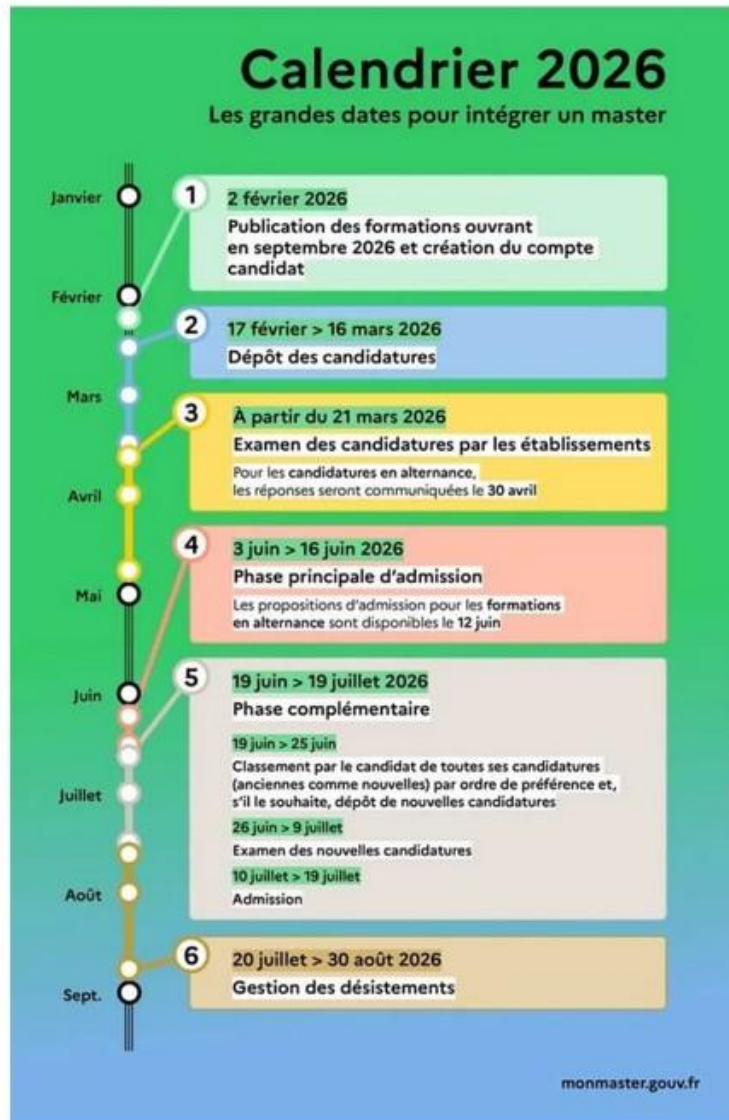 Calendrier 2026
Les grandes dates pour intégrer un master
Janvier
Février
Mars
Avril
Mai
Juin
Juillet
Août
Sept.
1
2 février 2026
Publication des formations ouvrant
en septembre 2026 et création du compte
candidat
2
17 février > 16 mars 2026
Dépôt des candidatures
3
À partir du 21 mars 2026
Examen des candidatures par les établissements
Pour les candidatures en alternance,
les réponses seront communiquées le 30 avril
4
3 juin > 16 juin 2026
Phase principale d'admission
Les propositions d'admission pour les formations
en alternance sont disponibles le 12 juin
5
19 juin > 19 juillet 2026
Phase complémentaire
19 juin > 25 juin
Classement par le candidat de toutes ses candidatures
(anciennes comme nouvelles) par ordre de préférence et,
s'il le souhaite, dépôt de nouvelles candidatures
26 juin > 9 juillet
Examen des nouvelles candidatures
10 juillet > 19 juillet
Admission
6
20 juillet > 30 août 2026
Gestion des désistements
monmaster.gouv.fr